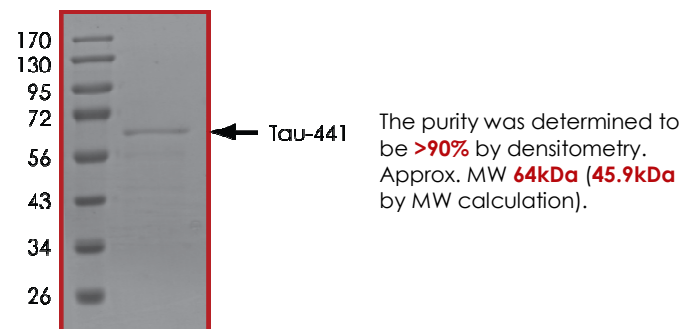 170
130
95
72
56
43
34
26
Tau-441
The purity was determined to
be >90% by densitometry.
Approx. MW 64kDa (45.9kDa
by MW calculation).